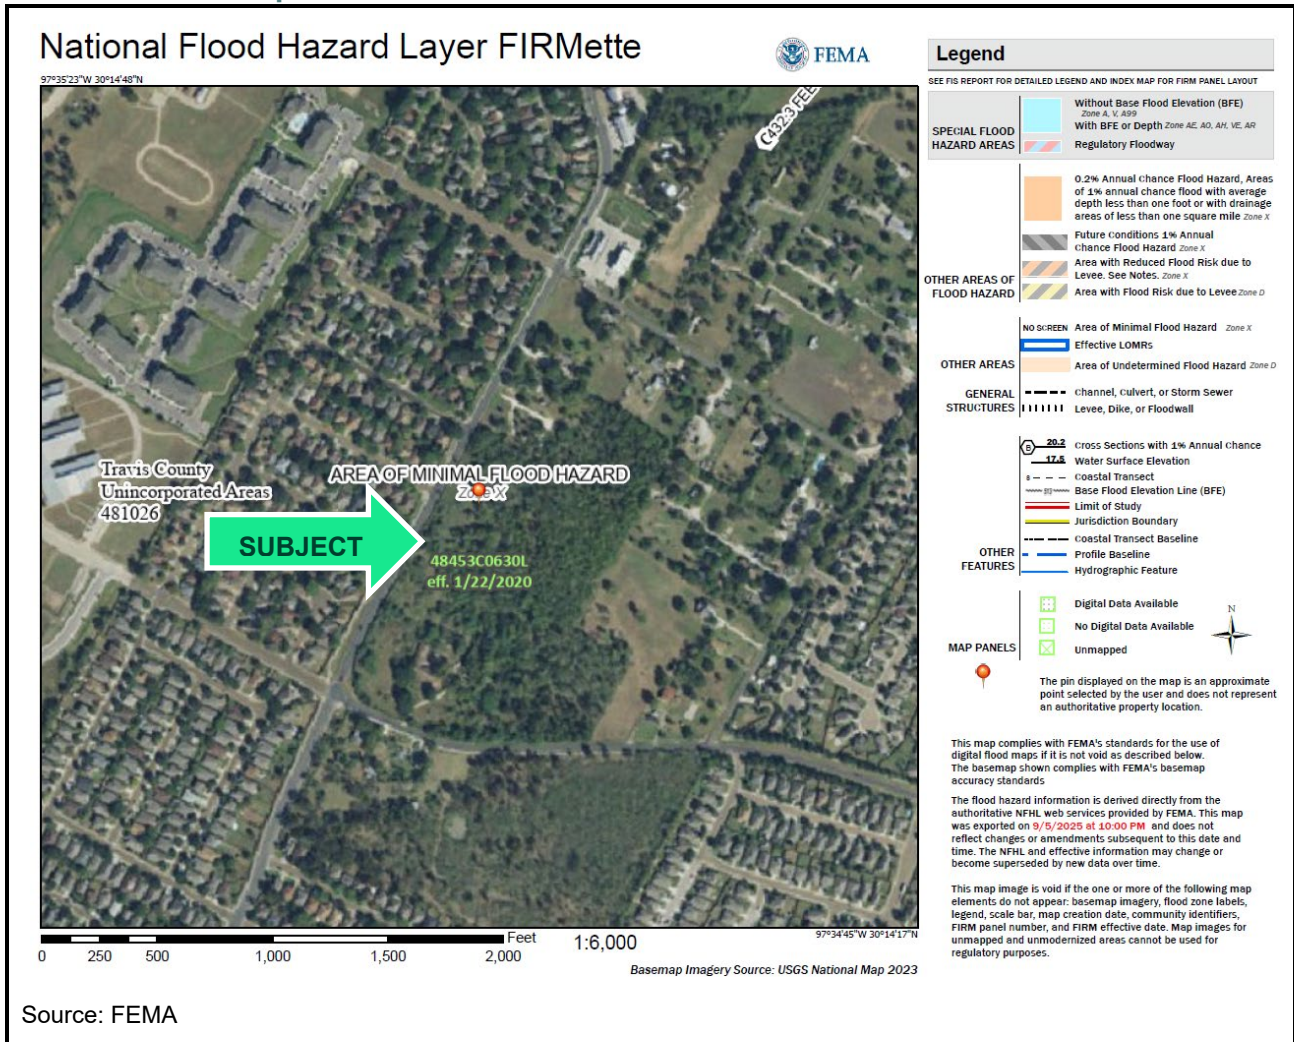 National Flood Hazard Layer FIRMette
FEMA
97°35'23"W 30°14'48"N
C432.3 FEE
Travis County
Unincorporated Areas
481026
AREA OF MINIMAL FLOOD HAZARD
Zone X
SUBJECT
48453C0630L
eff. 1/22/2020
97°34'45"W 30°14'17"N
Feet
1:6,000
0 250 500 1,000 1,500 2,000
Basemap Imagery Source: USGS National Map 2023
Legend
SEE FIS REPORT FOR DETAILED LEGEND AND INDEX MAP FOR FIRM PANEL LAYOUT
SPECIAL FLOOD
HAZARD AREAS
Without Base Flood Elevation (BFE)
Zone A, V, A99
With BFE or Depth Zone AE, AO, AH, VE, AR
Regulatory Floodway
OTHER AREAS OF
FLOOD HAZARD
0.2% Annual Chance Flood Hazard, Areas
of 1% annual chance flood with average
depth less than one foot or with drainage
areas of less than one square mile Zone X
Future Conditions 1% Annual
Chance Flood Hazard Zone X
Area with Reduced Flood Risk due to
Levee. See Notes. Zone X
Area with Flood Risk due to Levee Zone D
OTHER AREAS
NO SCREEN Area of Minimal Flood Hazard Zone X
Effective LOMRs
Area of Undetermined Flood Hazard Zone D
GENERAL
STRUCTURES
Channel, Culvert, or Storm Sewer
Levee, Dike, or Floodwall
OTHER
FEATURES
B 20.2 Cross Sections with 1% Annual Chance
17.5 Water Surface Elevation
8 Coastal Transect
513 Base Flood Elevation Line (BFE)
Limit of Study
Jurisdiction Boundary
Coastal Transect Baseline
Profile Baseline
Hydrographic Feature
MAP PANELS
Digital Data Available
No Digital Data Available
Unmapped
N
The pin displayed on the map is an approximate
point selected by the user and does not represent
an authoritative property location.
This map complies with FEMA's standards for the use of
digital flood maps if it is not void as described below.
The basemap shown complies with FEMA's basemap
accuracy standards
The flood hazard information is derived directly from the
authoritative NFHL web services provided by FEMA. This map
was exported on 9/5/2025 at 10:00 PM and does not
reflect changes or amendments subsequent to this date and
time. The NFHL and effective information may change or
become superseded by new data over time.
This map image is void if the one or more of the following map
elements do not appear: basemap imagery, flood zone labels,
legend, scale bar, map creation date, community identifiers,
FIRM panel number, and FIRM effective date. Map images for
unmapped and unmodernized areas cannot be used for
regulatory purposes.
Source: FEMA